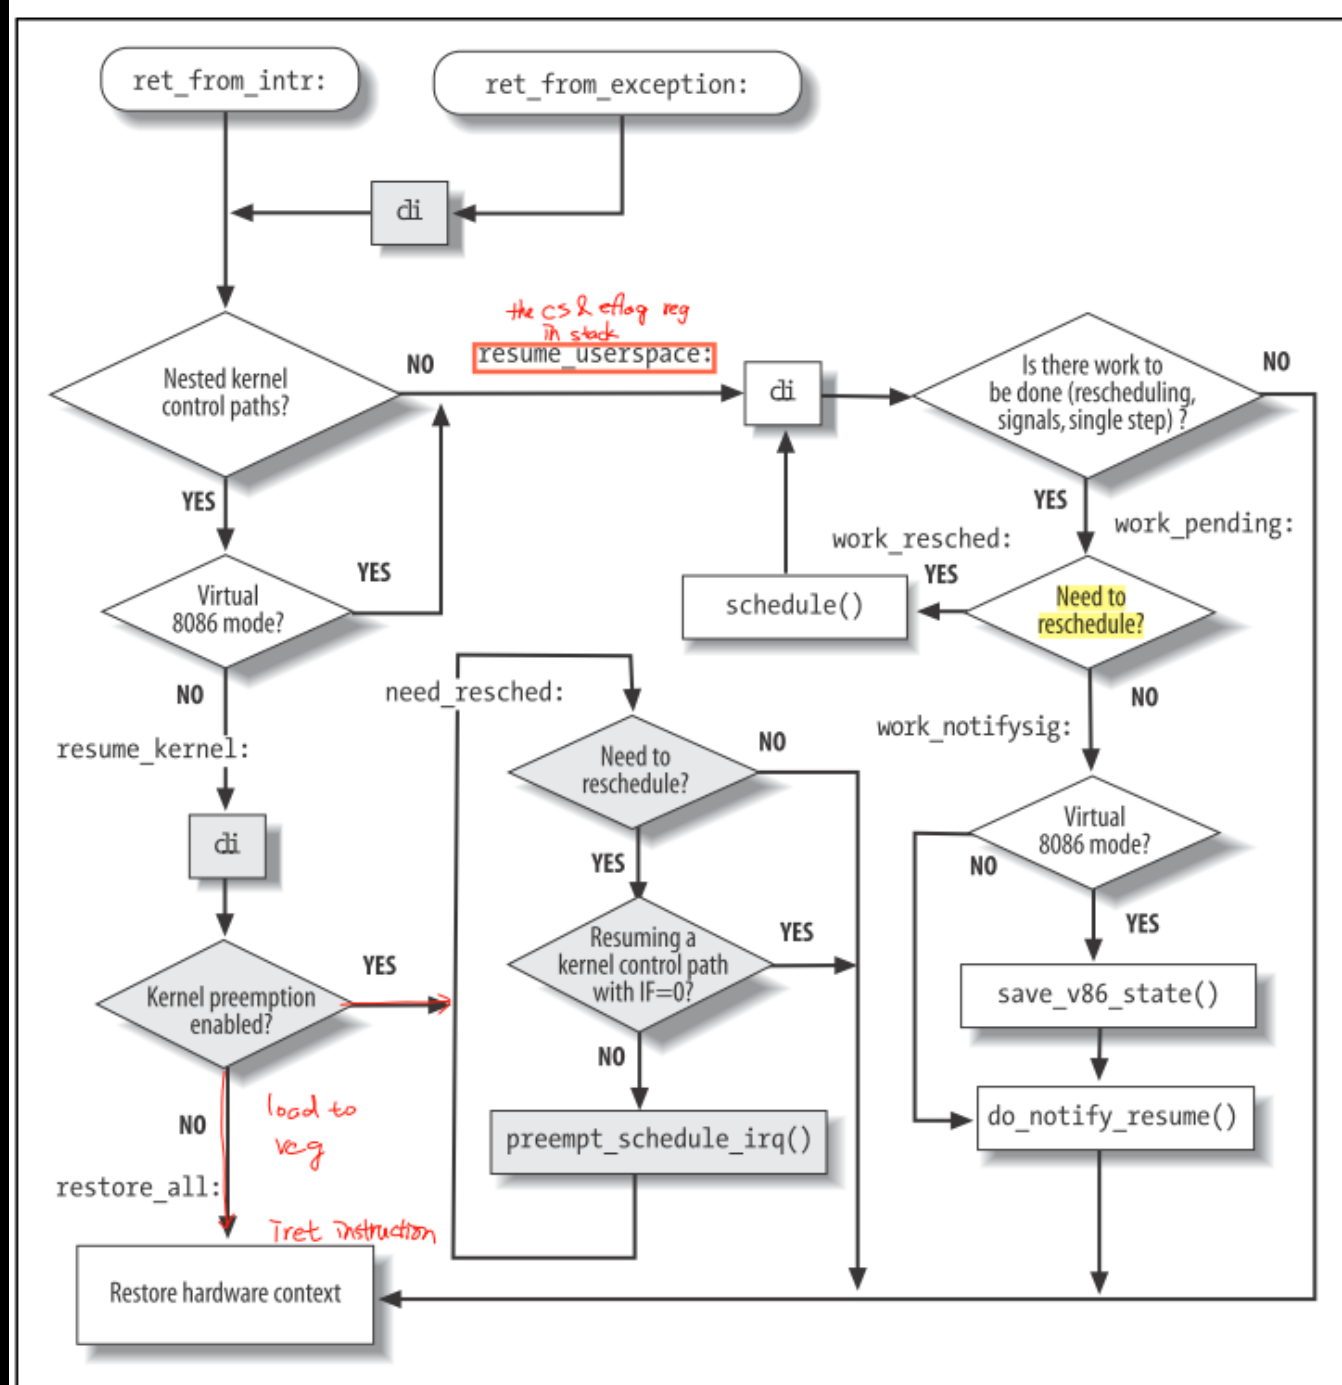 ret_from_intr:
ret_from_exception:
cli
the cs & eflag reg
in stack
resume_userspace:
Nested kernel
control paths?
NO
cli
Is there work to
be done (rescheduling,
signals, single step) ?
NO
YES
YES
work_pending:
work_resched:
YES
Virtual
8086 mode?
YES
schedule()
Need to
reschedule?
NO
need_resched:
NO
resume_kernel:
work_notifysig:
Need to
reschedule?
NO
cli
Virtual
8086 mode?
NO
YES
YES
Resuming a
kernel control path
with IF=0?
YES
Kernel preemption
enabled?
YES
save_v86_state()
NO
NO
load to
reg
preempt_schedule_irq()
do_notify_resume()
restore_all:
iret instruction
Restore hardware context